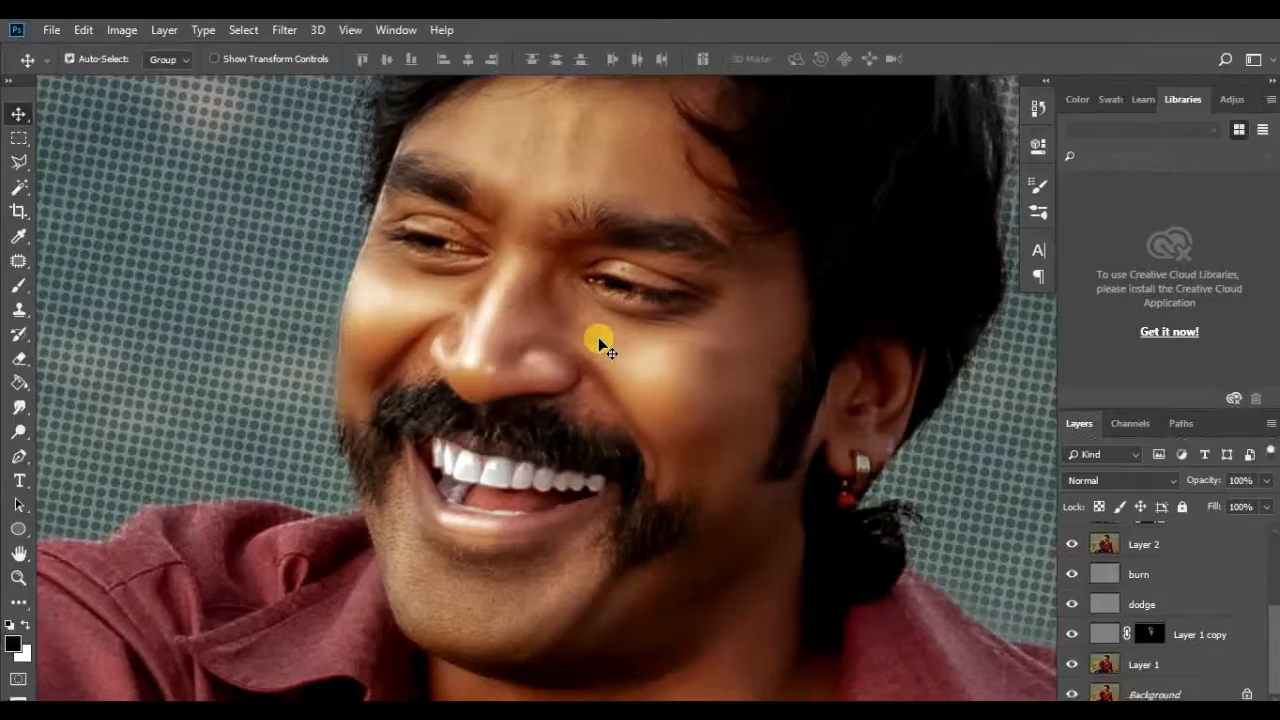 Ps File Edit Image Layer Type Select Filter 3D View Window Help
Auto-Select: Group Show Transform Controls 3D Mode:
Color Swatc Learn Libraries Adjus
To use Creative Cloud Libraries,
please install the Creative Cloud
Application
Get it now!
Layers Channels Paths
Kind
Normal Opacity: 100%
Lock: Fill: 100%
Layer 2
burn
dodge
Layer 1 copy
Layer 1
Background